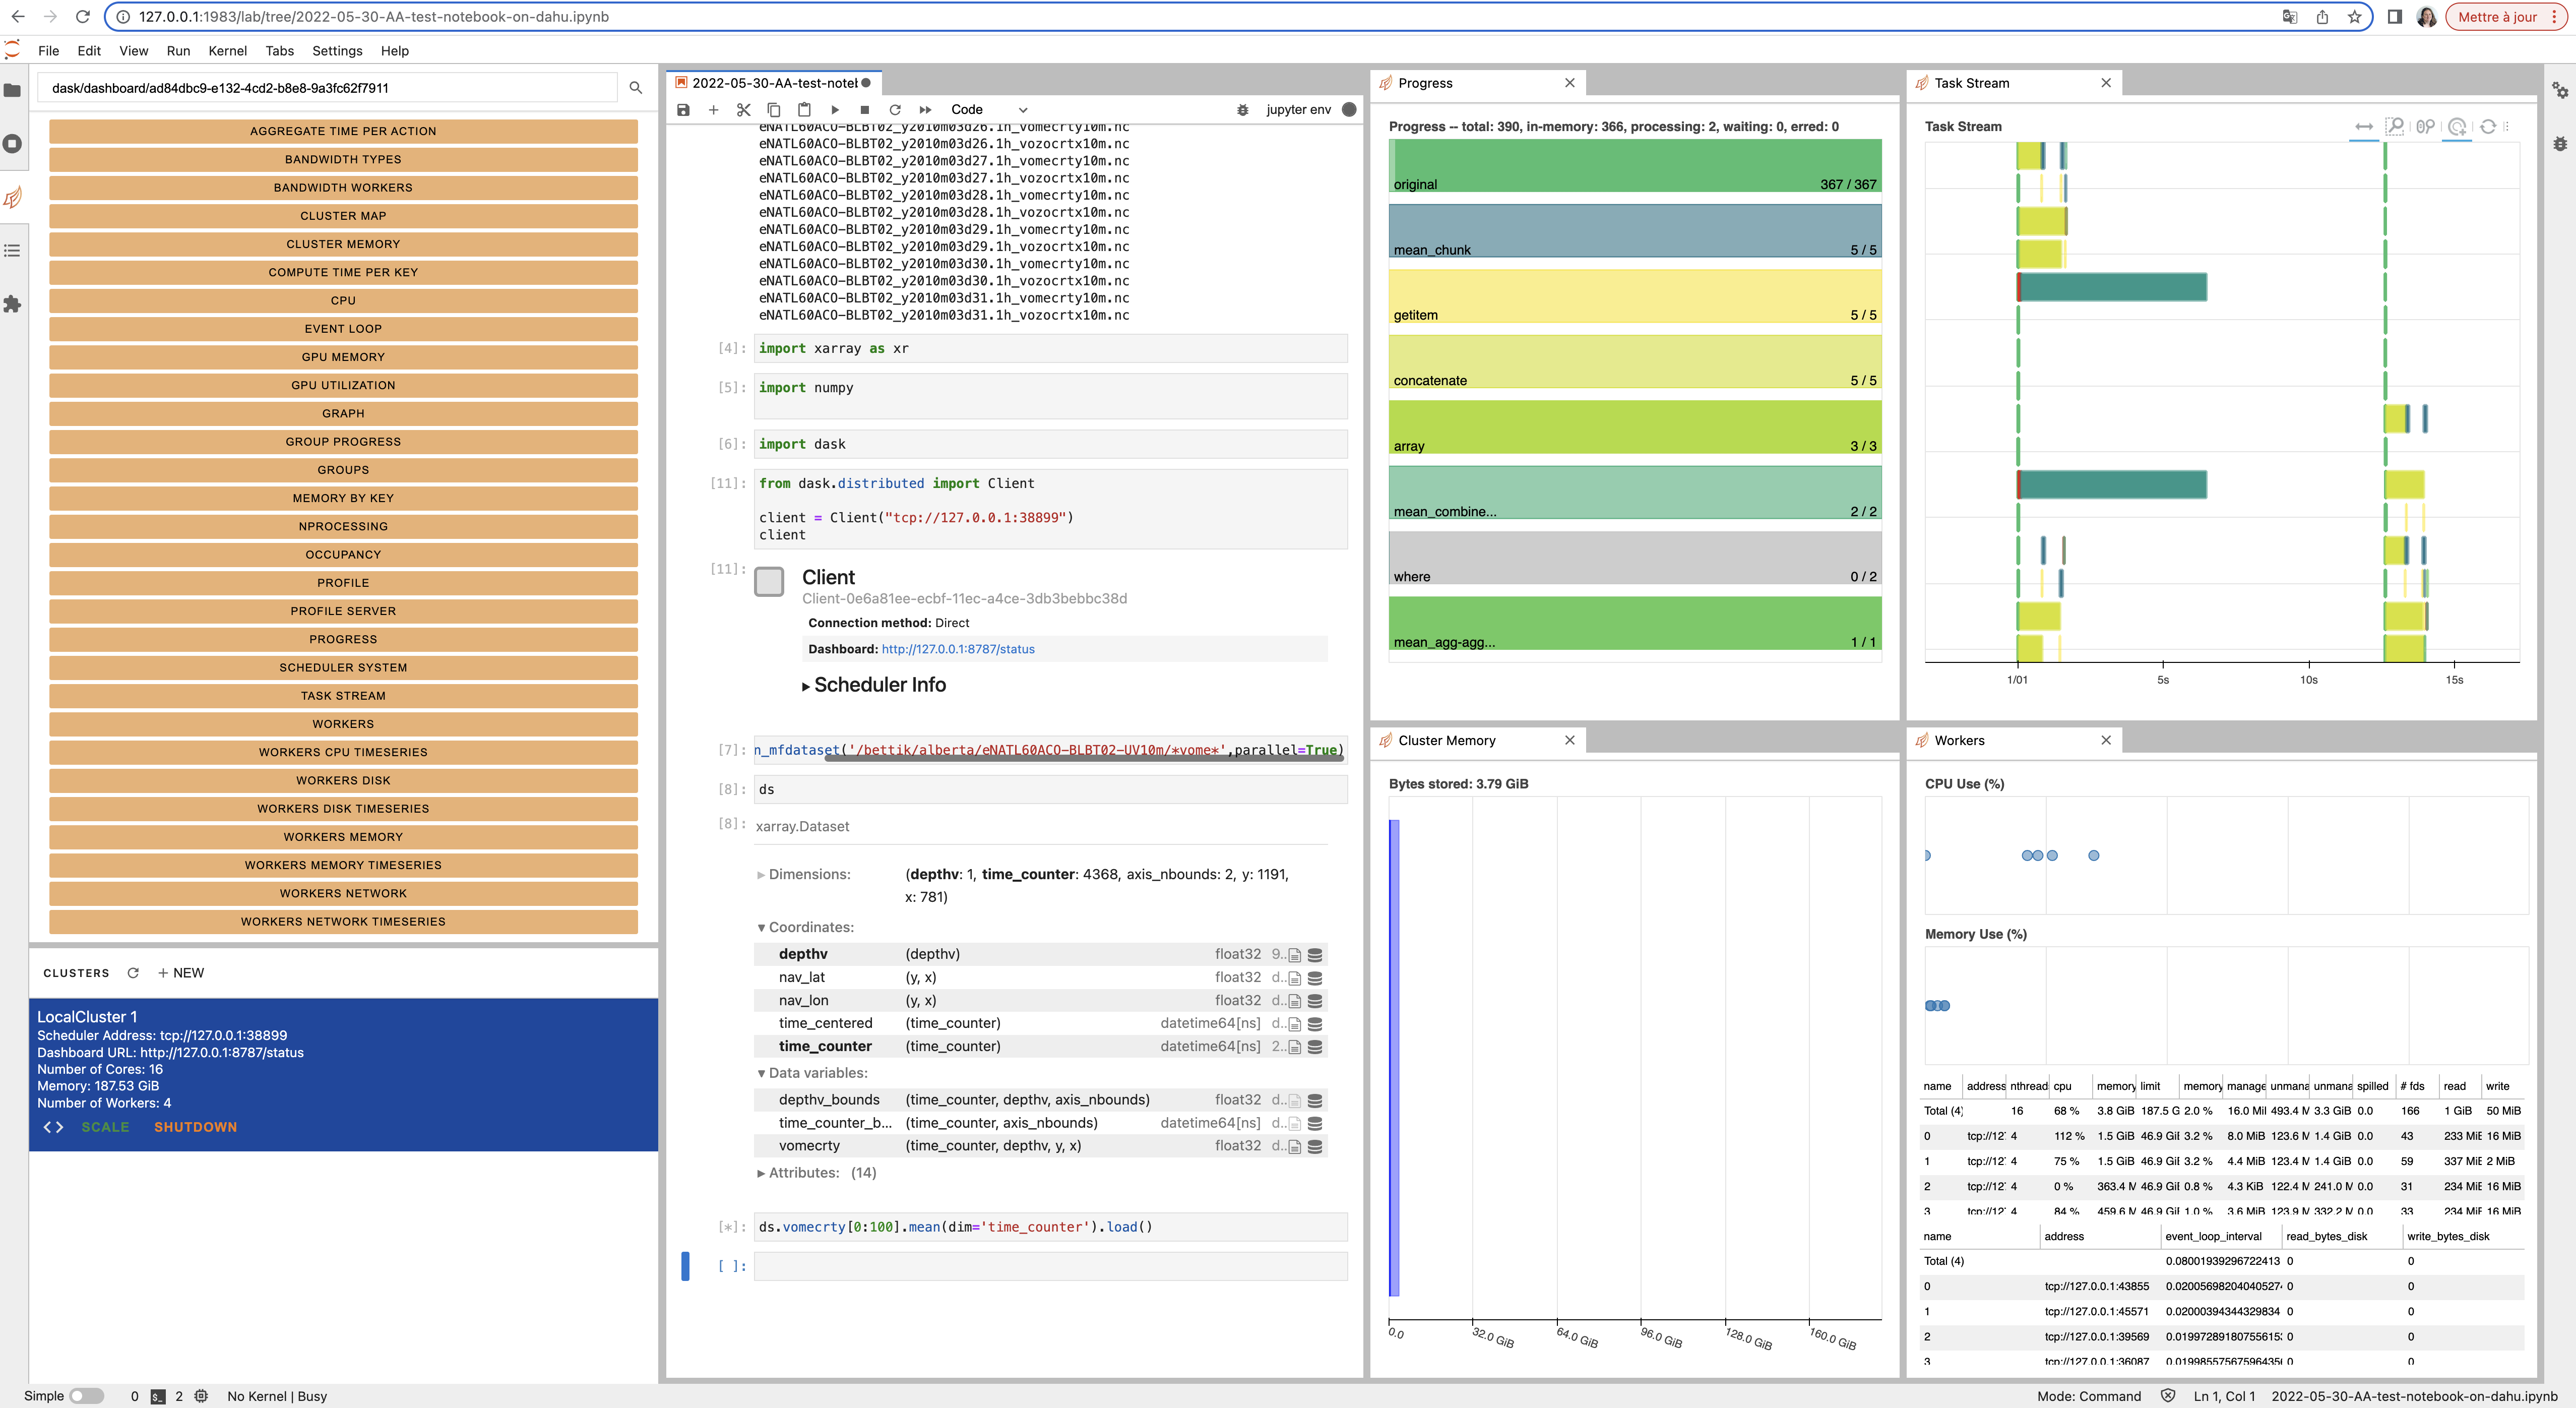 127.0.0.1:1983/lab/tree/2022-05-30-AA-test-notebook-on-dahu.ipynb
Mettre à jour
File Edit View Run Kernel Tabs Settings Help
dask/dashboard/ad84dbc9-e132-4cd2-b8e8-9a3fc62f7911
AGGREGATE TIME PER ACTION
BANDWIDTH TYPES
BANDWIDTH WORKERS
CLUSTER MAP
CLUSTER MEMORY
COMPUTE TIME PER KEY
CPU
EVENT LOOP
GPU MEMORY
GPU UTILIZATION
GRAPH
GROUP PROGRESS
GROUPS
MEMORY BY KEY
NPROCESSING
OCCUPANCY
PROFILE
PROFILE SERVER
PROGRESS
SCHEDULER SYSTEM
TASK STREAM
WORKERS
WORKERS CPU TIMESERIES
WORKERS DISK
WORKERS DISK TIMESERIES
WORKERS MEMORY
WORKERS MEMORY TIMESERIES
WORKERS NETWORK
WORKERS NETWORK TIMESERIES
CLUSTERS + NEW
LocalCluster 1
Scheduler Address: tcp://127.0.0.1:38899
Dashboard URL: http://127.0.0.1:8787/status
Number of Cores: 16
Memory: 187.53 GiB
Number of Workers: 4
<> SCALE SHUTDOWN
2022-05-30-AA-test-noteb
Code jupyter env
eNATL60ACO-BLBT02_y2010m03d26.1h_vozocrtx10m.nc
eNATL60ACO-BLBT02_y2010m03d27.1h_vomecrty10m.nc
eNATL60ACO-BLBT02_y2010m03d27.1h_vozocrtx10m.nc
eNATL60ACO-BLBT02_y2010m03d28.1h_vomecrty10m.nc
eNATL60ACO-BLBT02_y2010m03d28.1h_vozocrtx10m.nc
eNATL60ACO-BLBT02_y2010m03d29.1h_vomecrty10m.nc
eNATL60ACO-BLBT02_y2010m03d29.1h_vozocrtx10m.nc
eNATL60ACO-BLBT02_y2010m03d30.1h_vomecrty10m.nc
eNATL60ACO-BLBT02_y2010m03d30.1h_vozocrtx10m.nc
eNATL60ACO-BLBT02_y2010m03d31.1h_vomecrty10m.nc
eNATL60ACO-BLBT02_y2010m03d31.1h_vozocrtx10m.nc
[4]: import xarray as xr
[5]: import numpy
[6]: import dask
[11]: from dask.distributed import Client
client = Client("tcp://127.0.0.1:38899")
client
[11]: Client
Client-0e6a81ee-ecbf-11ec-a4ce-3db3bebbc38d
Connection method: Direct
Dashboard: http://127.0.0.1:8787/status
Scheduler Info
[7]: n_mfdataset('/bettik/alberta/eNATL60ACO-BLBT02-UV10m/*vome*',parallel=True)
[8]: ds
[8]: xarray.Dataset
Dimensions: (depthv: 1, time_counter: 4368, axis_nbounds: 2, y: 1191,
x: 781)
Coordinates:
depthv (depthv) float32 9..
nav_lat (y, x) float32 d..
nav_lon (y, x) float32 d..
time_centered (time_counter) datetime64[ns] d..
time_counter (time_counter) datetime64[ns] 2..
Data variables:
depthv_bounds (time_counter, depthv, axis_nbounds) float32 d..
time_counter_b... (time_counter, axis_nbounds) datetime64[ns] d..
vomecrty (time_counter, depthv, y, x) float32 d..
Attributes: (14)
[*]: ds.vomecrty[0:100].mean(dim='time_counter').load()
[ ]:
Progress
Progress -- total: 390, in-memory: 366, processing: 2, waiting: 0, erred: 0
original 367 / 367
mean_chunk 5 / 5
getitem 5 / 5
concatenate 5 / 5
array 3 / 3
mean_combine... 2 / 2
where 0 / 2
mean_agg-agg... 1 / 1
Task Stream
Task Stream
1/01 5s 10s 15s
Cluster Memory
Bytes stored: 3.79 GiB
0.0 32.0 GiB 64.0 GiB 96.0 GiB 128.0 GiB 160.0 GiB
Workers
CPU Use (%)
Memory Use (%)
name address nthread cpu memory limit memory manage unmana unmana spilled # fds read write
Total (4) 16 68 % 3.8 GiB 187.5 G 2.0 % 16.0 MiI 493.4 M 3.3 GiB 0.0 166 1 GiB 50 MiB
0 tcp://127 4 112 % 1.5 GiB 46.9 GiB 3.2 % 8.0 MiB 123.6 M 1.4 GiB 0.0 43 233 MiB 16 MiB
1 tcp://127 4 75 % 1.5 GiB 46.9 GiB 3.2 % 4.4 MiB 123.4 M 1.4 GiB 0.0 59 337 MiB 2 MiB
2 tcp://127 4 0 % 363.4 M 46.9 GiB 0.8 % 4.3 KiB 122.4 M 241.0 M 0.0 31 234 MiB 16 MiB
3 tcp://127 4 84 % 459.6 M 46.9 GiB 1.0 % 3.6 MiB 123.9 M 332.2 M 0.0 33 234 MiB 16 MiB
name address event_loop_interval read_bytes_disk write_bytes_disk
Total (4) 0.08001939296722413 0 0
0 tcp://127.0.0.1:43855 0.02005698204040527 0 0
1 tcp://127.0.0.1:45571 0.02000394344329834 0 0
2 tcp://127.0.0.1:39569 0.01997289180755615 0 0
3 tcp://127.0.0.1:36087 0.01998557567596435 0 0
Simple 0 2 No Kernel | Busy Mode: Command Ln 1, Col 1 2022-05-30-AA-test-notebook-on-dahu.ipynb